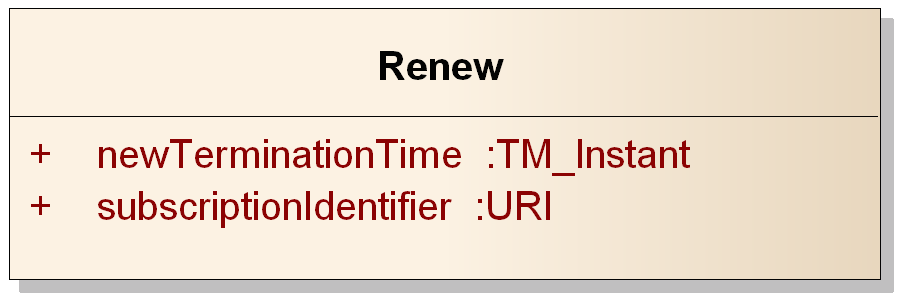 Renew
+ newTerminationTime :TM_Instant
+ subscriptionIdentifier :URI